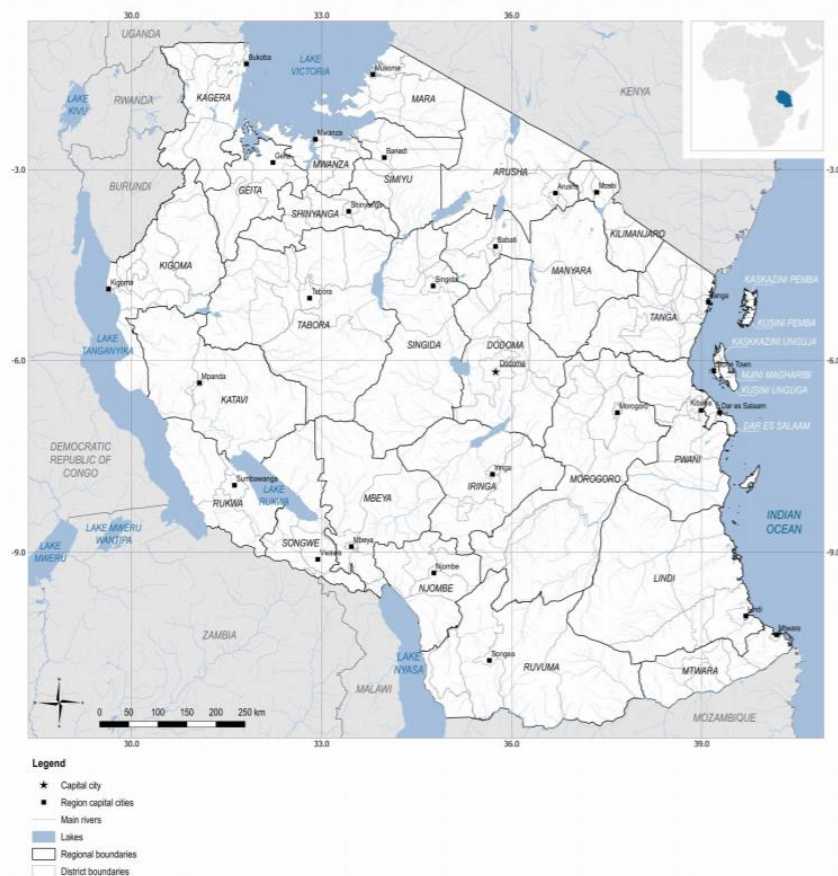 30.0 33.0 36.0
UGANDA
Bukoba
LAKE
VICTORIA
Musoma
LAKE
KIVU
RWANDA
KAGERA
MARA
KENYA
Mwanza
Geita
MWANZA
Bariadi
SIMIYU
-3.0
-3.0
BURUNDI
GEITA
SHINYANGA
Shinyanga
ARUSHA
Arusha
Moshi
KILIMANJARO
Babati
KIGOMA
Kigoma
Tabora
TABORA
Singida
SINGIDA
MANYARA
KASKAZINI PEMBA
Tanga
TANGA
KUSINI PEMBA
LAKE
TANGANYIKA
DODOMA
Dodoma
KASKKAZINI UNGUJA
-6.0
-6.0
Stone Town
MJINI MAGHARIBI
KUSINI UNGUGA
Mpanda
KATAVI
Morogoro
Kibaha
Dar es Salaam
DAR ES SALAAM
DEMOCRATIC
REPUBLIC OF
CONGO
PWANI
Sumbawanga
LAKE
RUKWA
RUKWA
MBEYA
Iringa
IRINGA
MOROGORO
LAKE MWERU
WANTIPA
LAKE
MWERU
INDIAN
OCEAN
-9.0
-9.0
SONGWE
Vwawa
Mbeya
Njombe
NJOMBE
LINDI
Lindi
Mtwara
ZAMBIA
LAKE
NYASA
Songea
RUVUMA
MTWARA
MALAWI
MOZAMBIQUE
0 50 100 150 200 250 km
30.0 33.0 36.0 39.0
Legend
Capital city
Region capital cities
Main rivers
Lakes
Regional boundaries
District boundaries